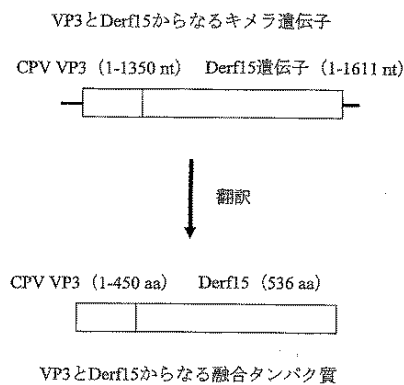 VP3とDerf15からなるキメラ遺伝子
CPV VP3（1-1350 nt） Derf15遺伝子（1-1611 nt）
翻訳
CPV VP3（1-450 aa） Derf15（536 aa）
VP3とDerf15からなる融合タンパク質